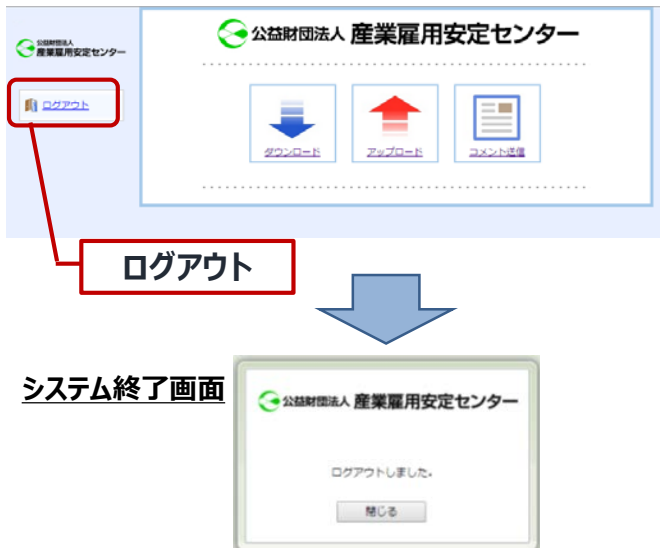 公益財団法人 産業雇用安定センター
公益財団法人
産業雇用安定センター
ログアウト
ダウンロード
アップロード
コメント送信
ログアウト
システム終了画面
公益財団法人 産業雇用安定センター
ログアウトしました。
閉じる